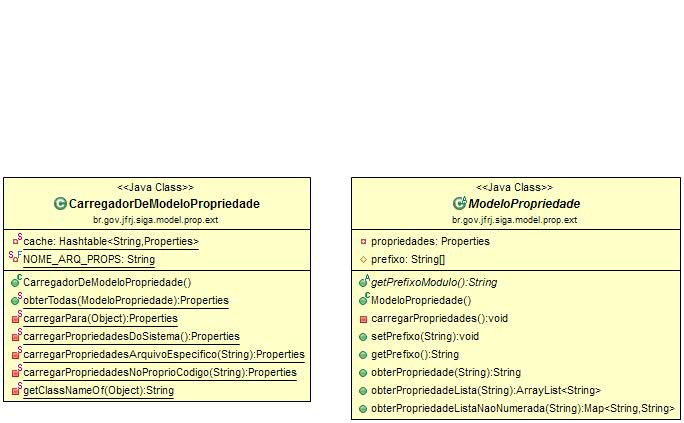 <<Java Class>>
CarregadorDeModeloPropriedade
br.gov.jfrj.siga.model.prop.ext
cache: Hashtable<String,Properties>
NOME_ARQ_PROPS: String
CarregadorDeModeloPropriedade()
obterTodas(ModeloPropriedade):Properties
carregarPara(Object):Properties
carregarPropriedadesDoSistema():Properties
carregarPropriedadesArquivoEspecifico(String):Properties
carregarPropriedadesNoProprioCodigo(String):Properties
getClassNameOf(Object):String
<<Java Class>>
ModeloPropriedade
br.gov.jfrj.siga.model.prop.ext
propriedades: Properties
prefixo: String[]
getPrefixoModulo():String
ModeloPropriedade()
carregarPropriedades():void
setPrefixo(String):void
getPrefixo():String
obterPropriedade(String):String
obterPropriedadeLista(String):ArrayList<String>
obterPropriedadeListaNaoNumerada(String):Map<String,String>